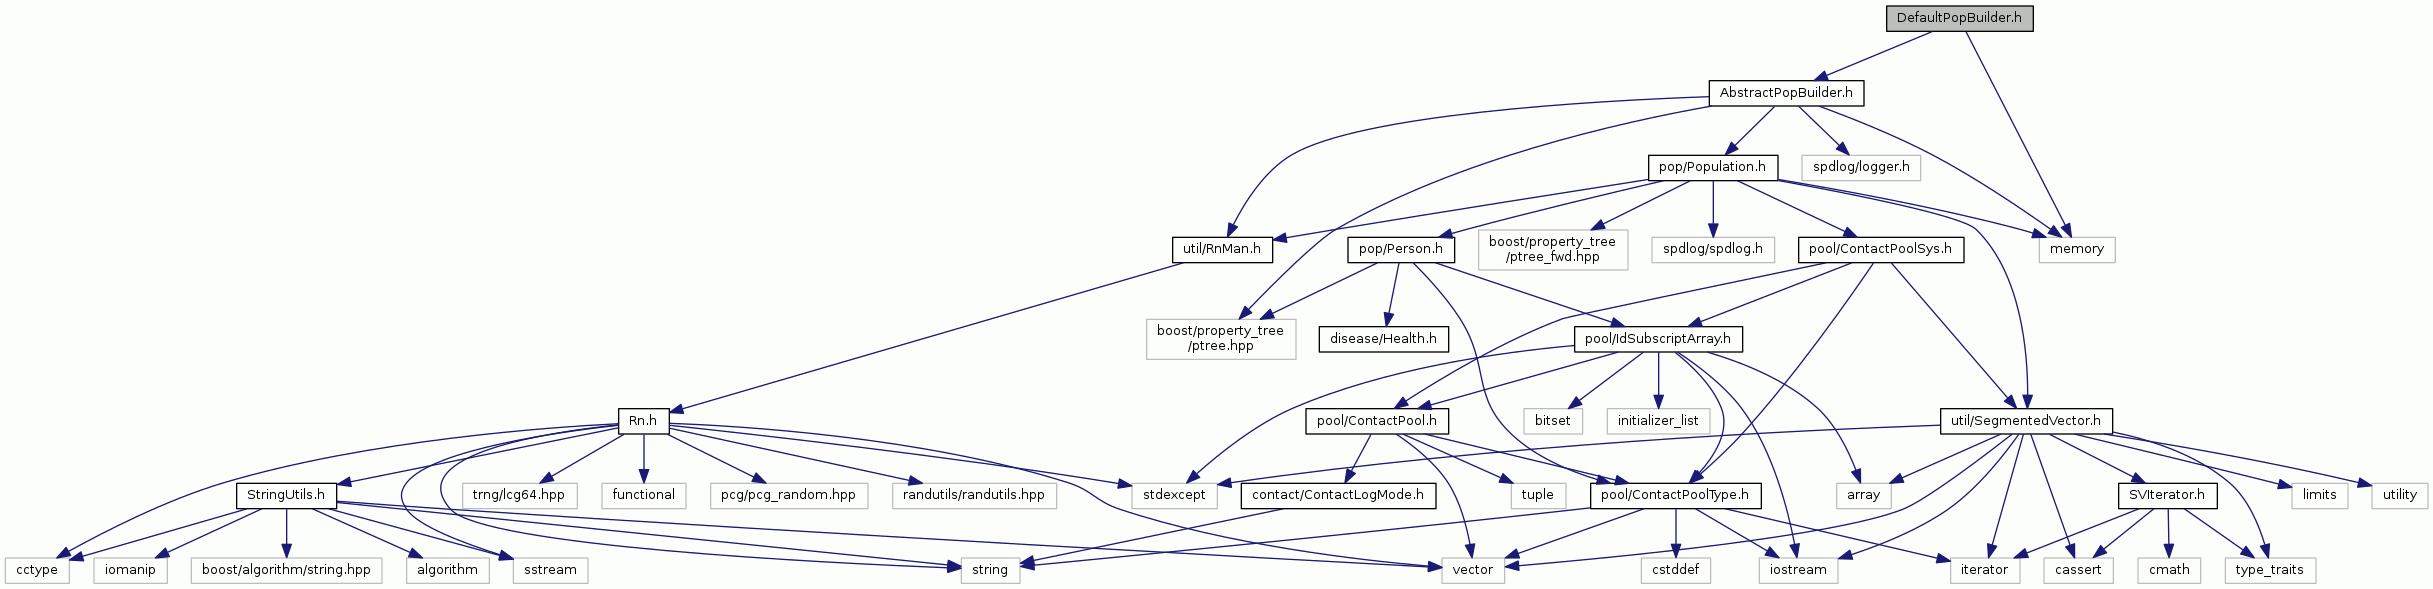 DefaultPopBuilder.h
AbstractPopBuilder.h
pop/Population.h
spdlog/logger.h
util/RnMan.h
pop/Person.h
boost/property_tree
/ptree_fwd.hpp
spdlog/spdlog.h
pool/ContactPoolSys.h
memory
boost/property_tree
/ptree.hpp
disease/Health.h
pool/IdSubscriptArray.h
Rn.h
pool/ContactPool.h
bitset
initializer_list
util/SegmentedVector.h
StringUtils.h
trng/lcg64.hpp
functional
pcg/pcg_random.hpp
randutils/randutils.hpp
stdexcept
contact/ContactLogMode.h
tuple
pool/ContactPoolType.h
array
SVIterator.h
limits
utility
cctype
iomanip
boost/algorithm/string.hpp
algorithm
sstream
string
vector
cstddef
iostream
iterator
cassert
cmath
type_traits